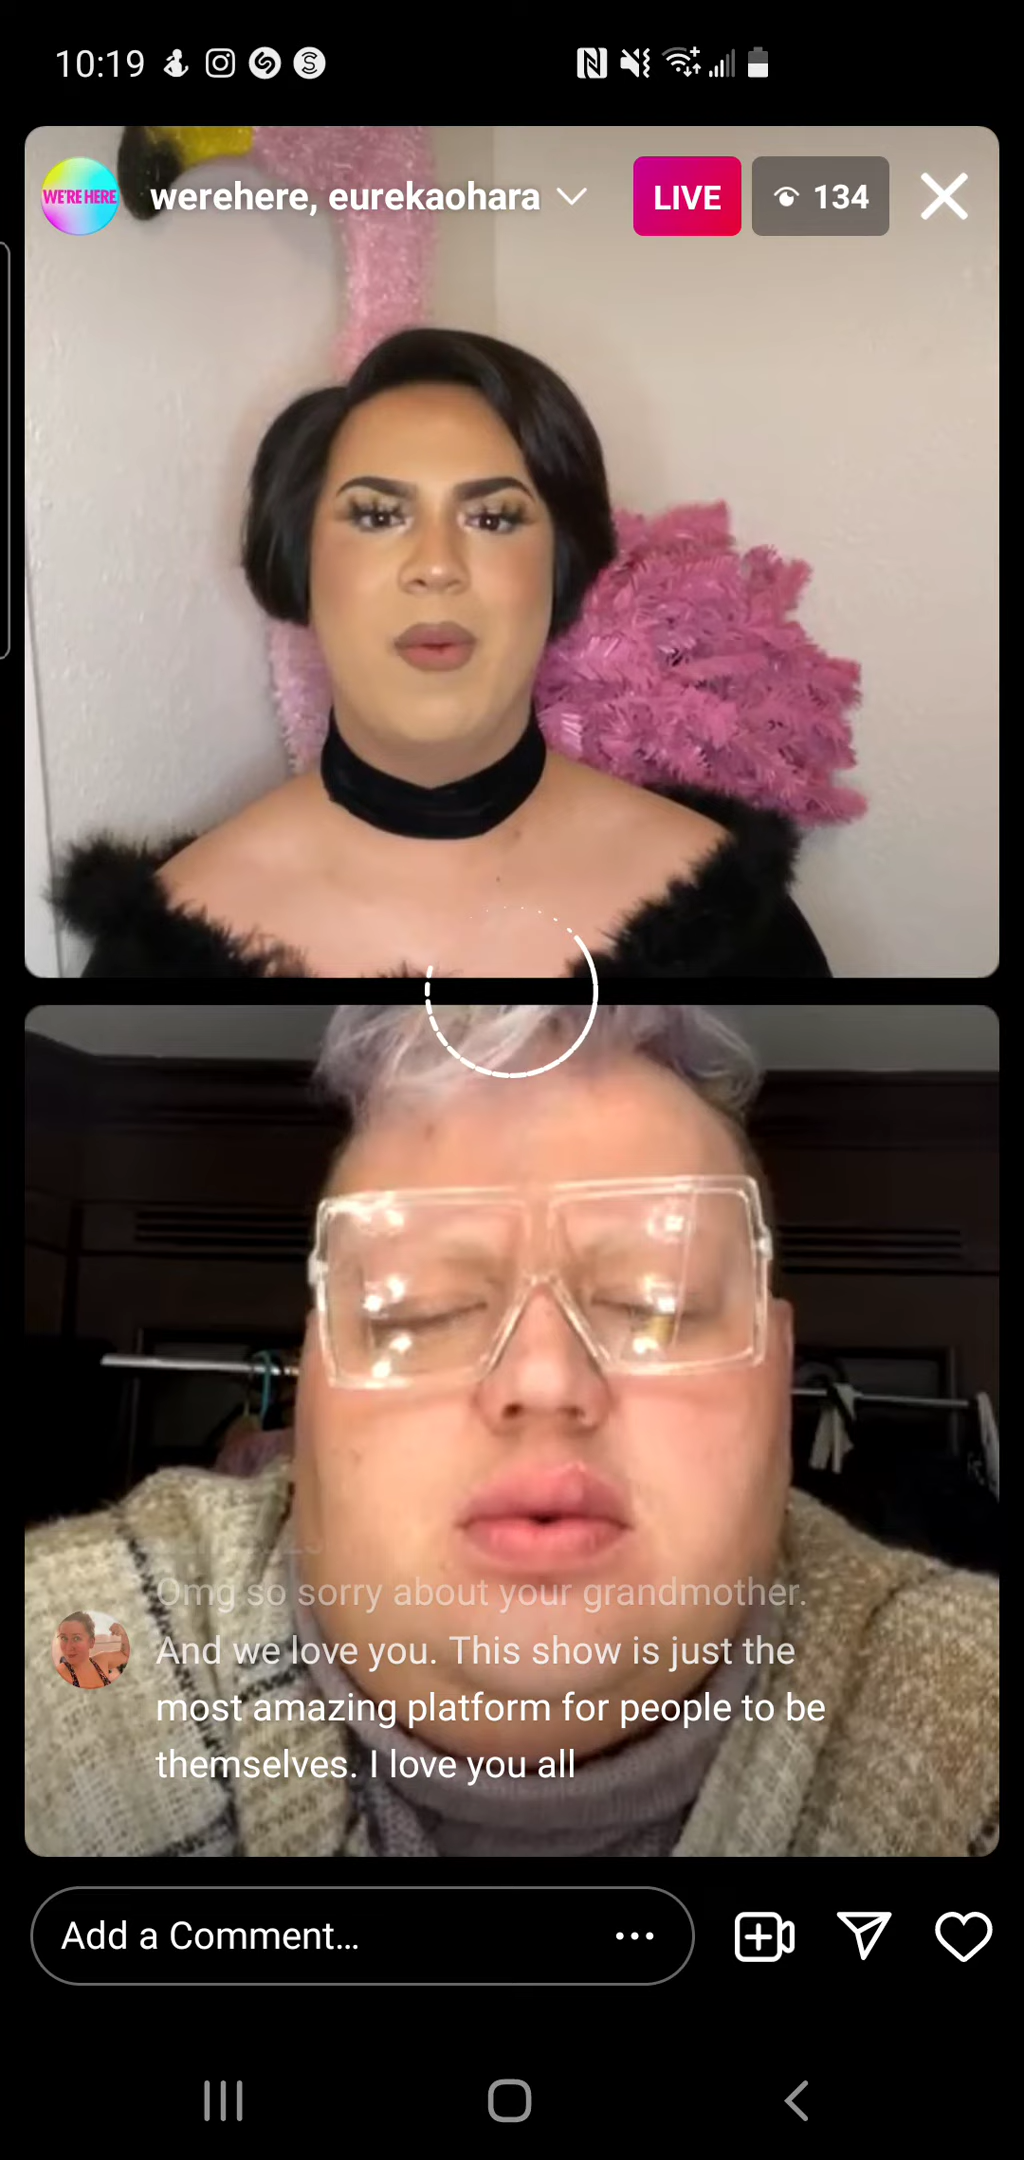 10:19
WE'RE HERE
werehere, eurekaohara
LIVE
134
Omg so sorry about your grandmother.
And we love you. This show is just the
most amazing platform for people to be
themselves. I love you all
Add a Comment...